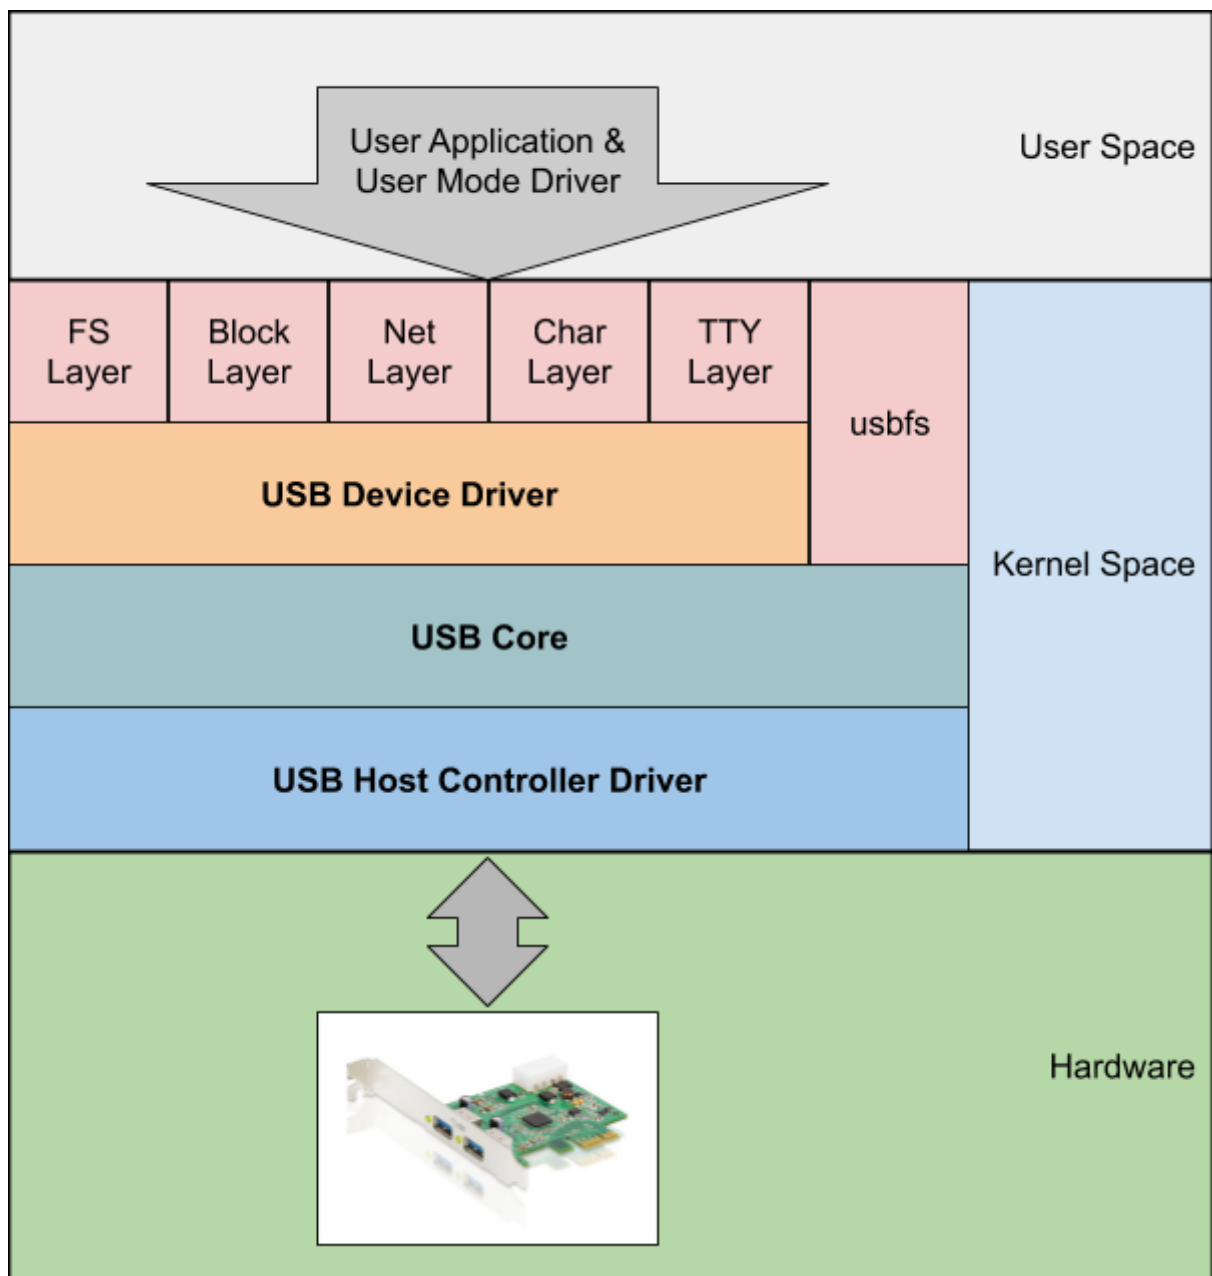 User Application &
User Mode Driver
User Space
FS
Layer
Block
Layer
Net
Layer
Char
Layer
TTY
Layer
usbfs
USB Device Driver
Kernel Space
USB Core
USB Host Controller Driver
Hardware